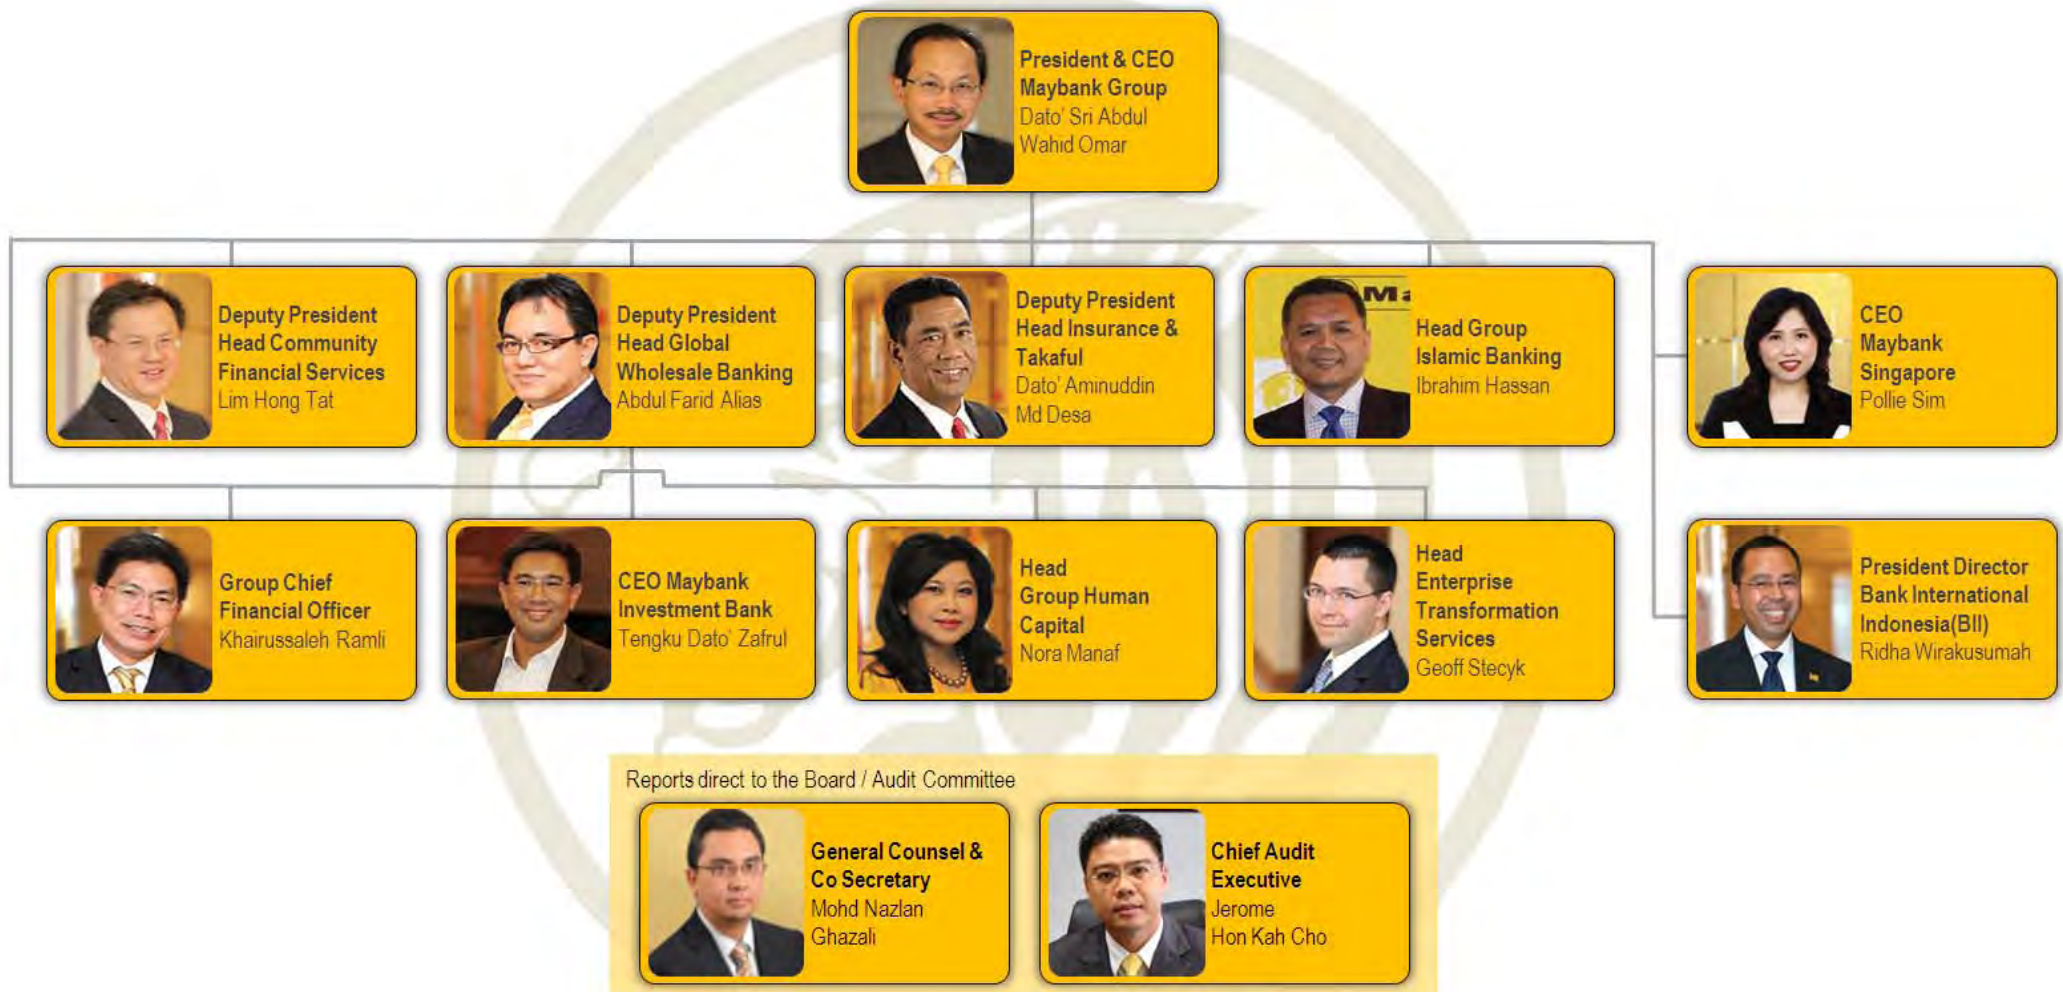 President & CEO
Maybank Group
Dato' Sri Abdul
Wahid Omar
Deputy President
Head Community
Financial Services
Lim Hong Tat
Deputy President
Head Global
Wholesale Banking
Abdul Farid Alias
Deputy President
Head Insurance &
Takaful
Dato' Aminuddin
Md Desa
Head Group
Islamic Banking
Ibrahim Hassan
CEO
Maybank
Singapore
Pollie Sim
Group Chief
Financial Officer
Khairussaleh Ramli
CEO Maybank
Investment Bank
Tengku Dato' Zafrul
Head
Group Human
Capital
Nora Manaf
Head
Enterprise
Transformation
Services
Geoff Stecyk
President Director
Bank International
Indonesia(BII)
Ridha Wirakusumah
Reports direct to the Board / Audit Committee
General Counsel &
Co Secretary
Mohd Nazlan
Ghazali
Chief Audit
Executive
Jerome
Hon Kah Cho